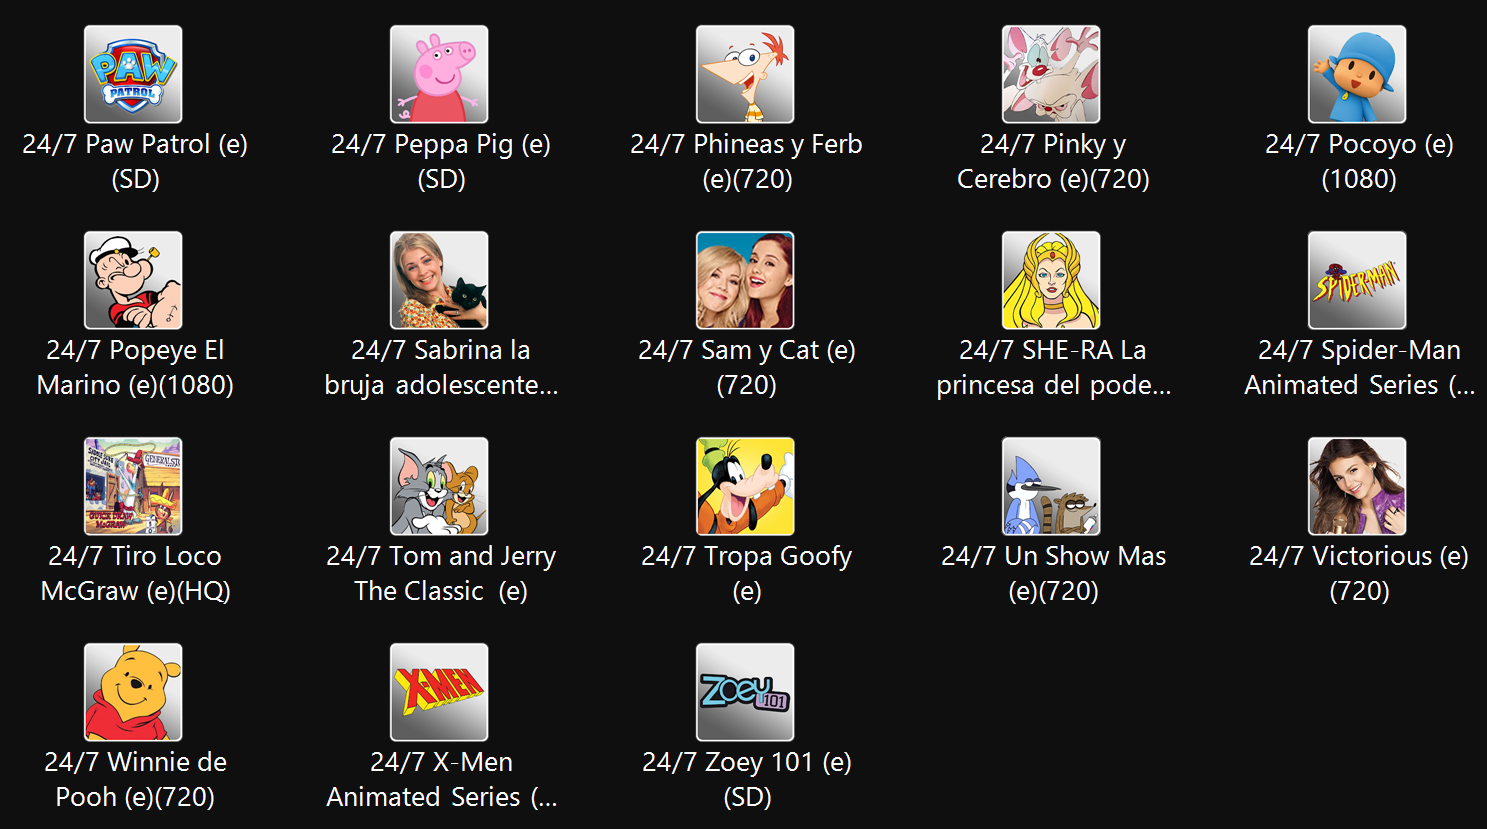 PAW
PATROL
24/7 Paw Patrol (e)
(SD)
24/7 Peppa Pig (e)
(SD)
24/7 Phineas y Ferb
(e)(720)
24/7 Pinky y
Cerebro (e)(720)
24/7 Pocoyo (e)
(1080)
24/7 Popeye El
Marino (e)(1080)
24/7 Sabrina la
bruja adolescente...
24/7 Sam y Cat (e)
(720)
24/7 SHE-RA La
princesa del pode...
SPIDER-MAN
24/7 Spider-Man
Animated Series (...
GENERAL
QUICK DRAW
McGRAW
24/7 Tiro Loco
McGraw (e)(HQ)
24/7 Tom and Jerry
The Classic (e)
24/7 Tropa Goofy
(e)
24/7 Un Show Mas
(e)(720)
24/7 Victorious (e)
(720)
24/7 Winnie de
Pooh (e)(720)
X-MEN
24/7 X-Men
Animated Series (...
Zoey
101
24/7 Zoey 101 (e)
(SD)